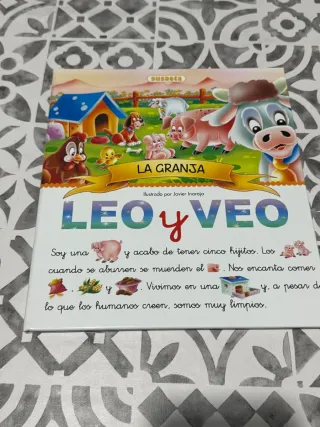 susaeta
LA GRANJA
Ilustrado por Javier Inaraja
LEO y VEO
Soy una y acabo de tener cinco hijitos. Los
cuando se aburren se muerden el . Nos encanta comer
, y . Vivimos en una y, a pesar de
lo que los humanos creen, somos muy limpios.